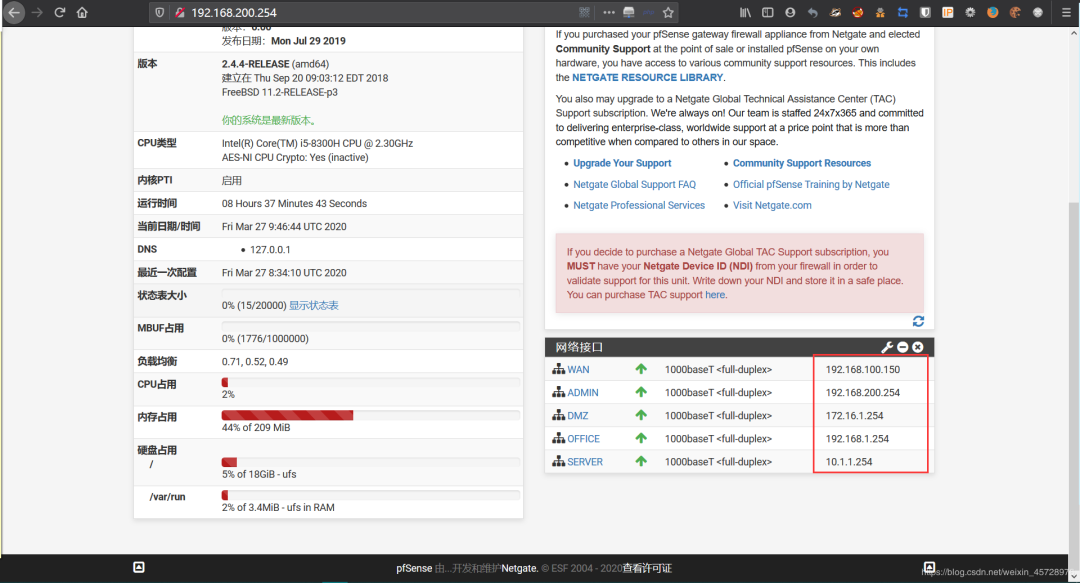 192.168.200.254
发布日期: Mon Jul 29 2019
版本
2.4.4-RELEASE (amd64)
建立在 Thu Sep 20 09:03:12 EDT 2018
FreeBSD 11.2-RELEASE-p3
你的系统是最新版本。
CPU类型
Intel(R) Core(TM) i5-8300H CPU @ 2.30GHz
AES-NI CPU Crypto: Yes (inactive)
内核PTI
启用
运行时间
08 Hours 37 Minutes 43 Seconds
当前日期/时间
Fri Mar 27 9:46:44 UTC 2020
DNS
127.0.0.1
最近一次配置
Fri Mar 27 8:34:10 UTC 2020
状态表大小
0% (15/20000) 显示状态表
MBUF占用
0% (1776/1000000)
负载均衡
0.71, 0.52, 0.49
CPU占用
2%
内存占用
44% of 209 MiB
硬盘占用
/
5% of 18GiB - ufs
/var/run
2% of 3.4MiB - ufs in RAM
If you purchased your pfSense gateway firewall appliance from Netgate and elected
Community Support at the point of sale or installed pfSense on your own
hardware, you have access to various community support resources. This includes
the NETGATE RESOURCE LIBRARY.
You also may upgrade to a Netgate Global Technical Assistance Center (TAC)
Support subscription. We're always on! Our team is staffed 24x7x365 and committed
to delivering enterprise-class, worldwide support at a price point that is more than
competitive when compared to others in our space.
Upgrade Your Support
Community Support Resources
Netgate Global Support FAQ
Official pfSense Training by Netgate
Netgate Professional Services
Visit Netgate.com
If you decide to purchase a Netgate Global TAC Support subscription, you
MUST have your Netgate Device ID (NDI) from your firewall in order to
validate support for this unit. Write down your NDI and store it in a safe place.
You can purchase TAC support here.
网络接口
WAN 1000baseT <full-duplex> 192.168.100.150
ADMIN 1000baseT <full-duplex> 192.168.200.254
DMZ 1000baseT <full-duplex> 172.16.1.254
OFFICE 1000baseT <full-duplex> 192.168.1.254
SERVER 1000baseT <full-duplex> 10.1.1.254
pfSense 由...开发和维护Netgate. © ESF 2004 - 2020查看许可证